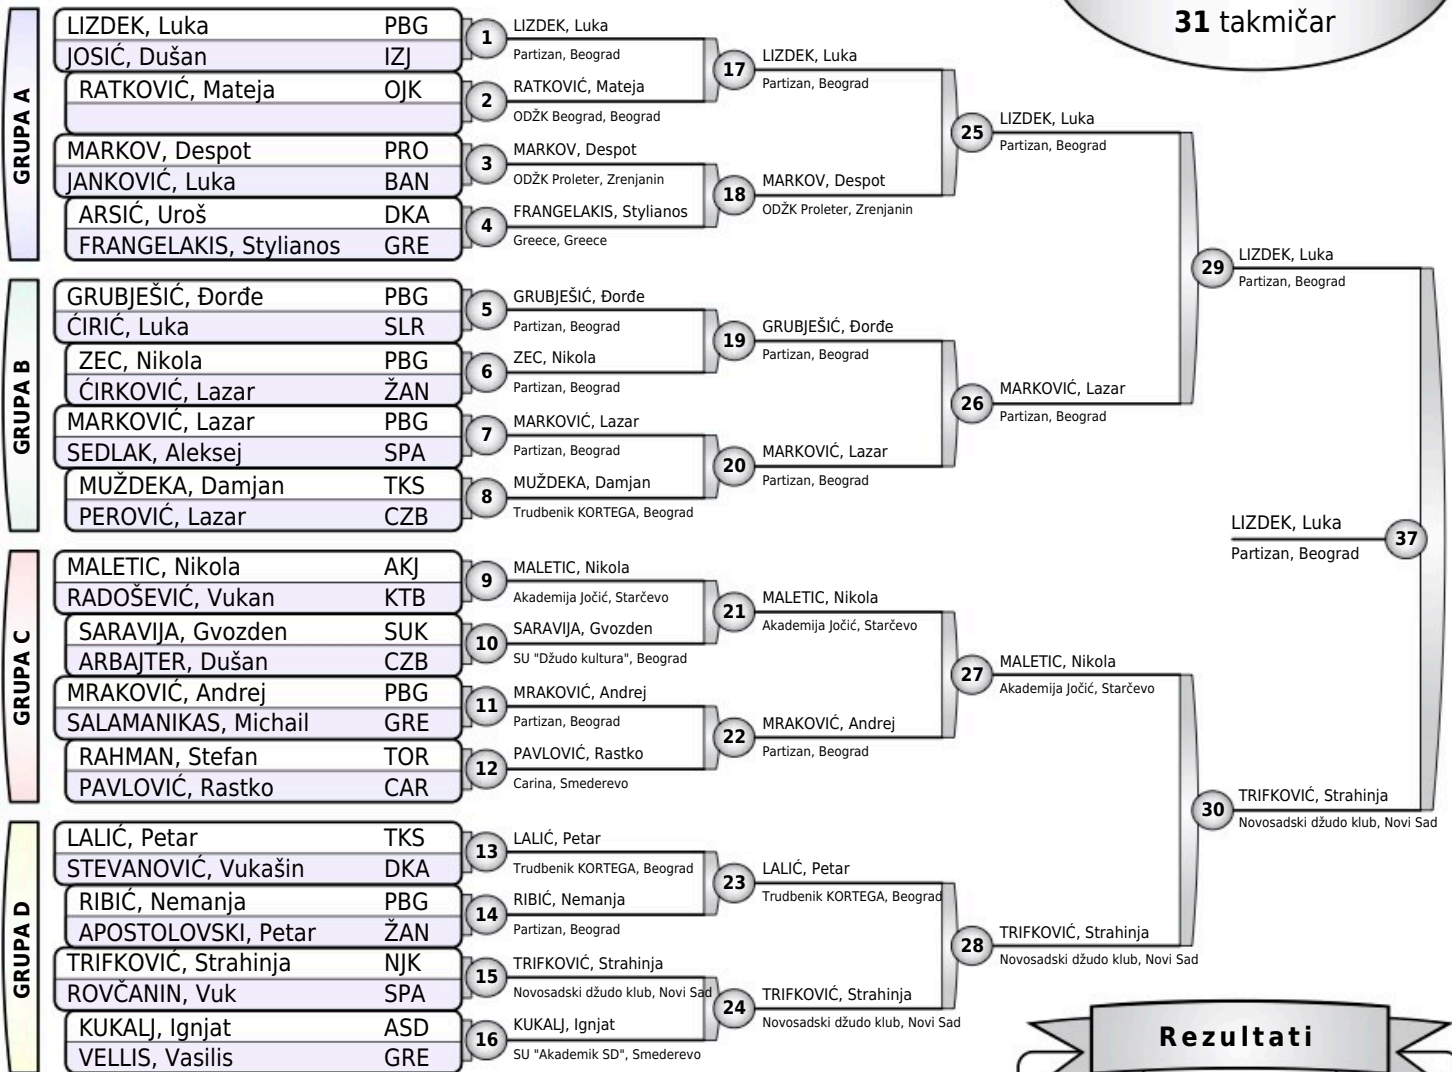 31 takmičar
GRUPA A
LIZDEK, Luka PBG
JOSIĆ, Dušan IZJ
RATKOVIĆ, Mateja OJK
MARKOV, Despot PRO
JANKOVIĆ, Luka BAN
ARSIĆ, Uroš DKA
FRANGELAKIS, Stylianos GRE
GRUPA B
GRUBJEŠIĆ, Đorđe PBG
ĆIRIĆ, Luka SLR
ZEC, Nikola PBG
ĆIRKOVIĆ, Lazar ŽAN
MARKOVIĆ, Lazar PBG
SEDLAK, Aleksej SPA
MUŽDEKA, Damjan TKS
PEROVIĆ, Lazar CZB
GRUPA C
MALETIC, Nikola AKJ
RADOŠEVIĆ, Vukan KTB
SARAVIJA, Gvozden SUK
ARBAJTER, Dušan CZB
MRAKOVIĆ, Andrej PBG
SALAMANIKAS, Michail GRE
RAHMAN, Stefan TOR
PAVLOVIĆ, Rastko CAR
GRUPA D
LALIĆ, Petar TKS
STEVANOVIĆ, Vukašin DKA
RIBIĆ, Nemanja PBG
APOSTOLOVSKI, Petar ŽAN
TRIFKOVIĆ, Strahinja NJK
ROVČANIN, Vuk SPA
KUKALJ, Ignjat ASD
VELLIS, Vasilis GRE
1 LIZDEK, Luka
Partizan, Beograd
2 RATKOVIĆ, Mateja
ODŽK Beograd, Beograd
3 MARKOV, Despot
ODŽK Proleter, Zrenjanin
4 FRANGELAKIS, Stylianos
Greece, Greece
5 GRUBJEŠIĆ, Đorđe
Partizan, Beograd
6 ZEC, Nikola
Partizan, Beograd
7 MARKOVIĆ, Lazar
Partizan, Beograd
8 MUŽDEKA, Damjan
Trudbenik KORTEGA, Beograd
9 MALETIC, Nikola
Akademija Jočić, Starčevo
10 SARAVIJA, Gvozden
SU "Džudo kultura", Beograd
11 MRAKOVIĆ, Andrej
Partizan, Beograd
12 PAVLOVIĆ, Rastko
Carina, Smederevo
13 LALIĆ, Petar
Trudbenik KORTEGA, Beograd
14 RIBIĆ, Nemanja
Partizan, Beograd
15 TRIFKOVIĆ, Strahinja
Novosadski džudo klub, Novi Sad
16 KUKALJ, Ignjat
SU "Akademik SD", Smederevo
17 LIZDEK, Luka
Partizan, Beograd
18 MARKOV, Despot
ODŽK Proleter, Zrenjanin
19 GRUBJEŠIĆ, Đorđe
Partizan, Beograd
20 MARKOVIĆ, Lazar
Partizan, Beograd
21 MALETIC, Nikola
Akademija Jočić, Starčevo
22 MRAKOVIĆ, Andrej
Partizan, Beograd
23 LALIĆ, Petar
Trudbenik KORTEGA, Beograd
24 TRIFKOVIĆ, Strahinja
Novosadski džudo klub, Novi Sad
25 LIZDEK, Luka
Partizan, Beograd
26 MARKOVIĆ, Lazar
Partizan, Beograd
27 MALETIC, Nikola
Akademija Jočić, Starčevo
28 TRIFKOVIĆ, Strahinja
Novosadski džudo klub, Novi Sad
29 LIZDEK, Luka
Partizan, Beograd
30 TRIFKOVIĆ, Strahinja
Novosadski džudo klub, Novi Sad
LIZDEK, Luka 37
Partizan, Beograd
Rezultati